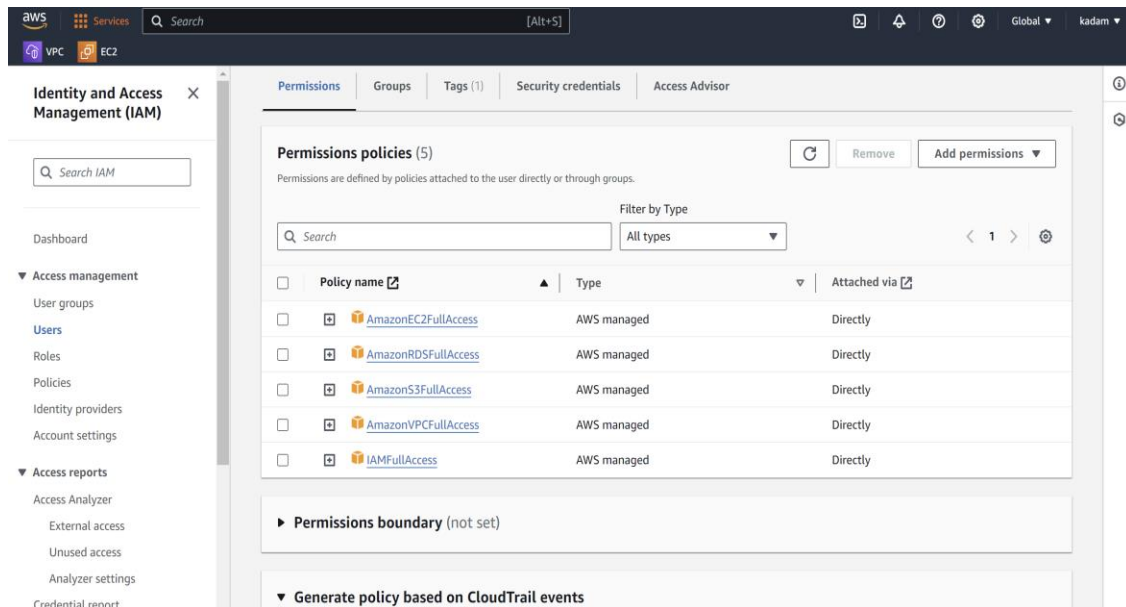 aws Services Search [Alt+S] Global ▼ kadam ▼
VPC EC2
Identity and Access
Management (IAM)
Search IAM
Dashboard
Access management
User groups
Users
Roles
Policies
Identity providers
Account settings
Access reports
Access Analyzer
External access
Unused access
Analyzer settings
Credential report
Permissions Groups Tags (1) Security credentials Access Advisor
Permissions policies (5)
Remove Add permissions ▼
Permissions are defined by policies attached to the user directly or through groups.
Filter by Type
Search All types 1
Policy name Type Attached via
AmazonEC2FullAccess AWS managed Directly
AmazonRDSFullAccess AWS managed Directly
AmazonS3FullAccess AWS managed Directly
AmazonVPCFullAccess AWS managed Directly
IAMFullAccess AWS managed Directly
Permissions boundary (not set)
Generate policy based on CloudTrail events